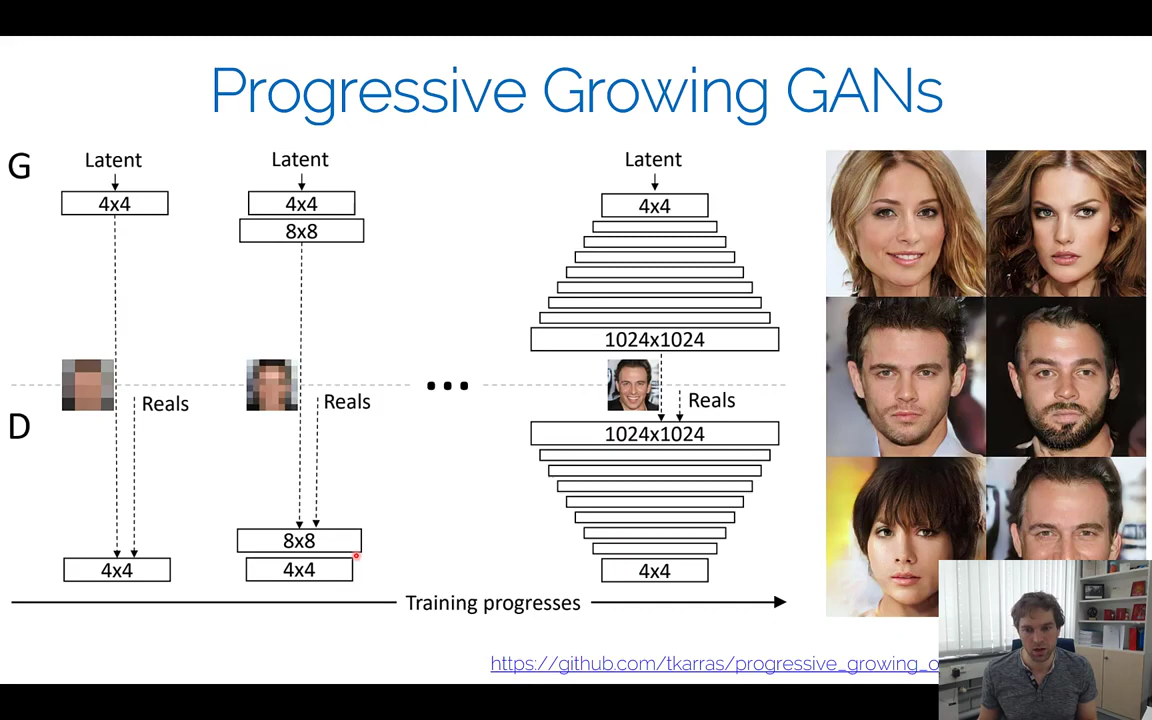 Progressive Growing GANs
G
Latent
Latent
Latent
4x4
4x4
4x4
8x8
1024x1024
Reals
Reals
Reals
D
1024x1024
8x8
4x4
4x4
4x4
Training progresses
https://github.com/tkarras/progressive_growing_o